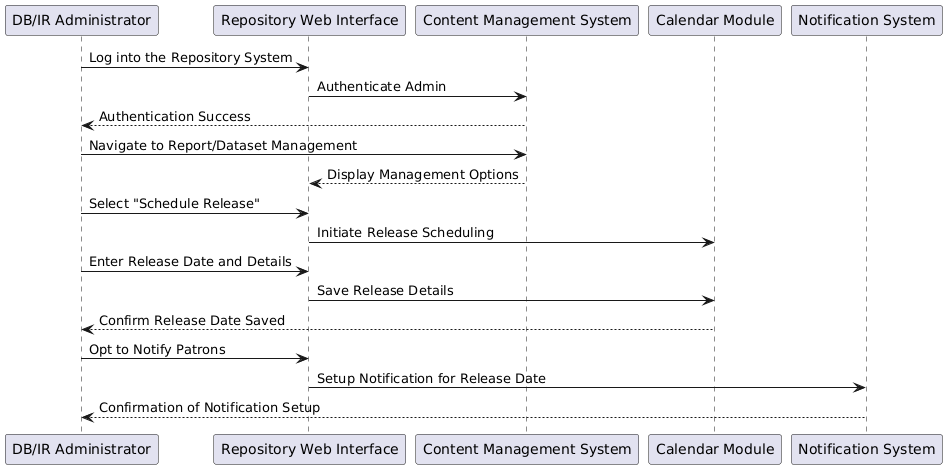 DB/IR Administrator
Repository Web Interface
Content Management System
Calendar Module
Notification System
Log into the Repository System
Authenticate Admin
Authentication Success
Navigate to Report/Dataset Management
Display Management Options
Select "Schedule Release"
Initiate Release Scheduling
Enter Release Date and Details
Save Release Details
Confirm Release Date Saved
Opt to Notify Patrons
Setup Notification for Release Date
Confirmation of Notification Setup
DB/IR Administrator
Repository Web Interface
Content Management System
Calendar Module
Notification System